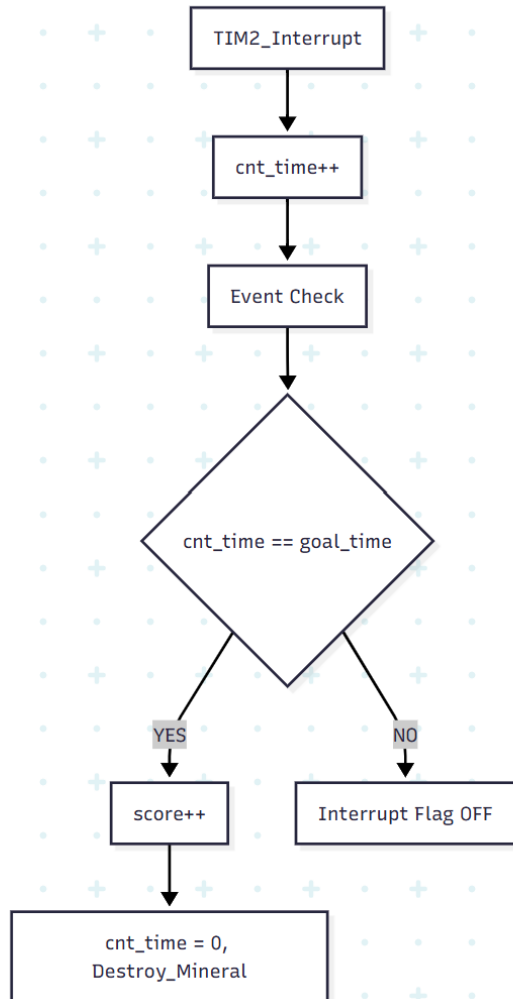 TIM2_Interrupt
cnt_time++
Event Check
cnt_time == goal_time
YES
NO
score++
Interrupt Flag OFF
cnt_time = 0,
Destroy_Mineral